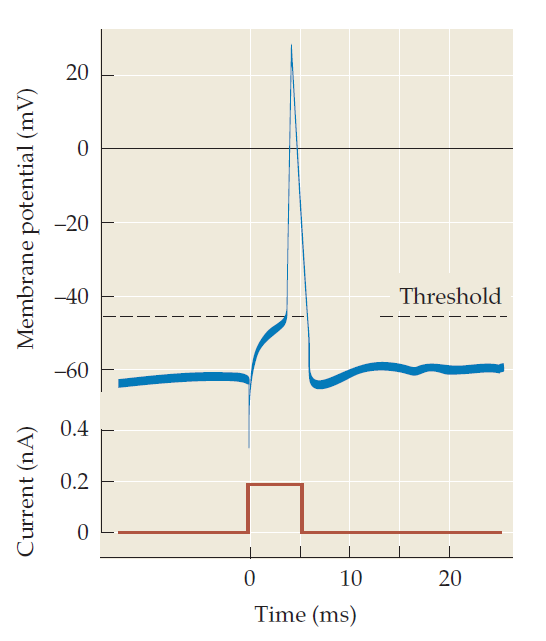 Membrane potential (mV)
20
0
–20
–40
–60
Threshold
Current (nA)
0.4
0.2
0
0
10
20
Time (ms)